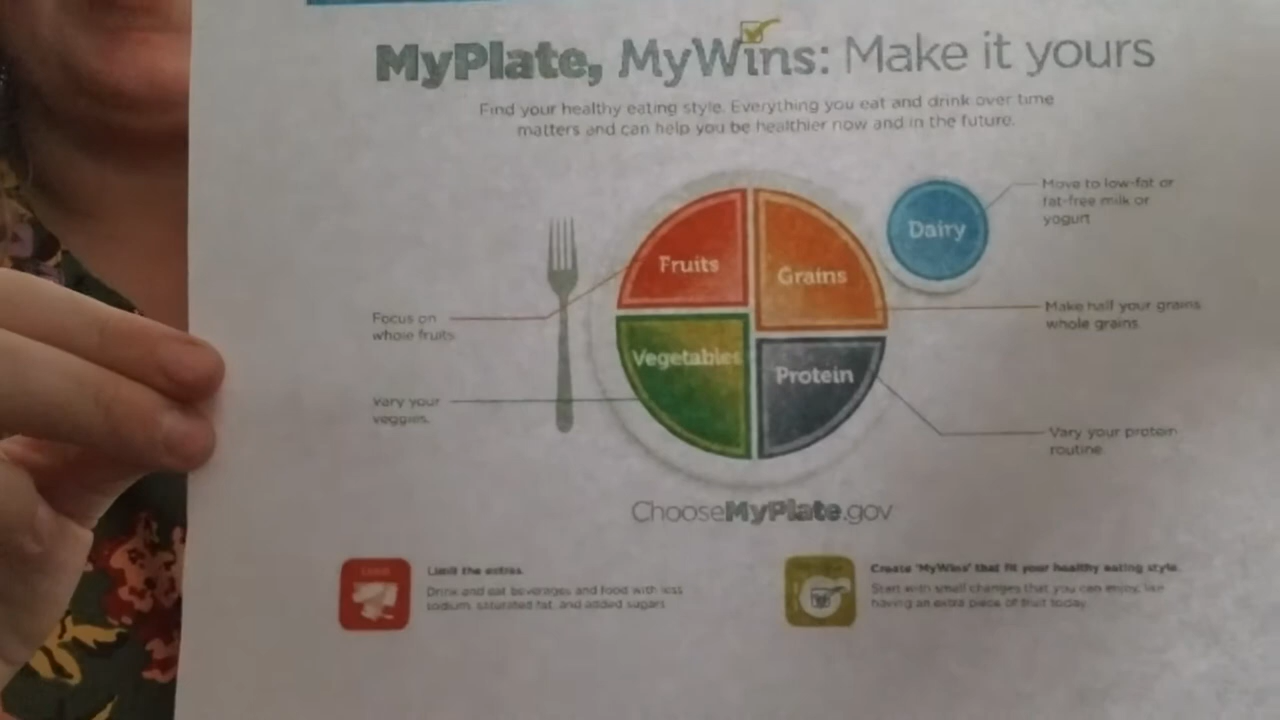 MyPlate, MyWins: Make it yours
Find your healthy eating style. Everything you eat and drink over time
matters and can help you be healthier now and in the future.
Move to low-fat or
fat-free milk or
yogurt
Dairy
Fruits
Grains
Focus on
whole fruits
Make half your grains
whole grains.
Vegetables
Protein
Vary your
veggies.
Vary your protein
routine
ChooseMyPlate.gov
Limit
Limit the extras.
Drink and eat beverages and food with less
sodium, saturated fat, and added sugars
Create 'MyWins' that fit your healthy eating style.
Start with small changes that you can enjoy, like
having an extra piece of fruit today.